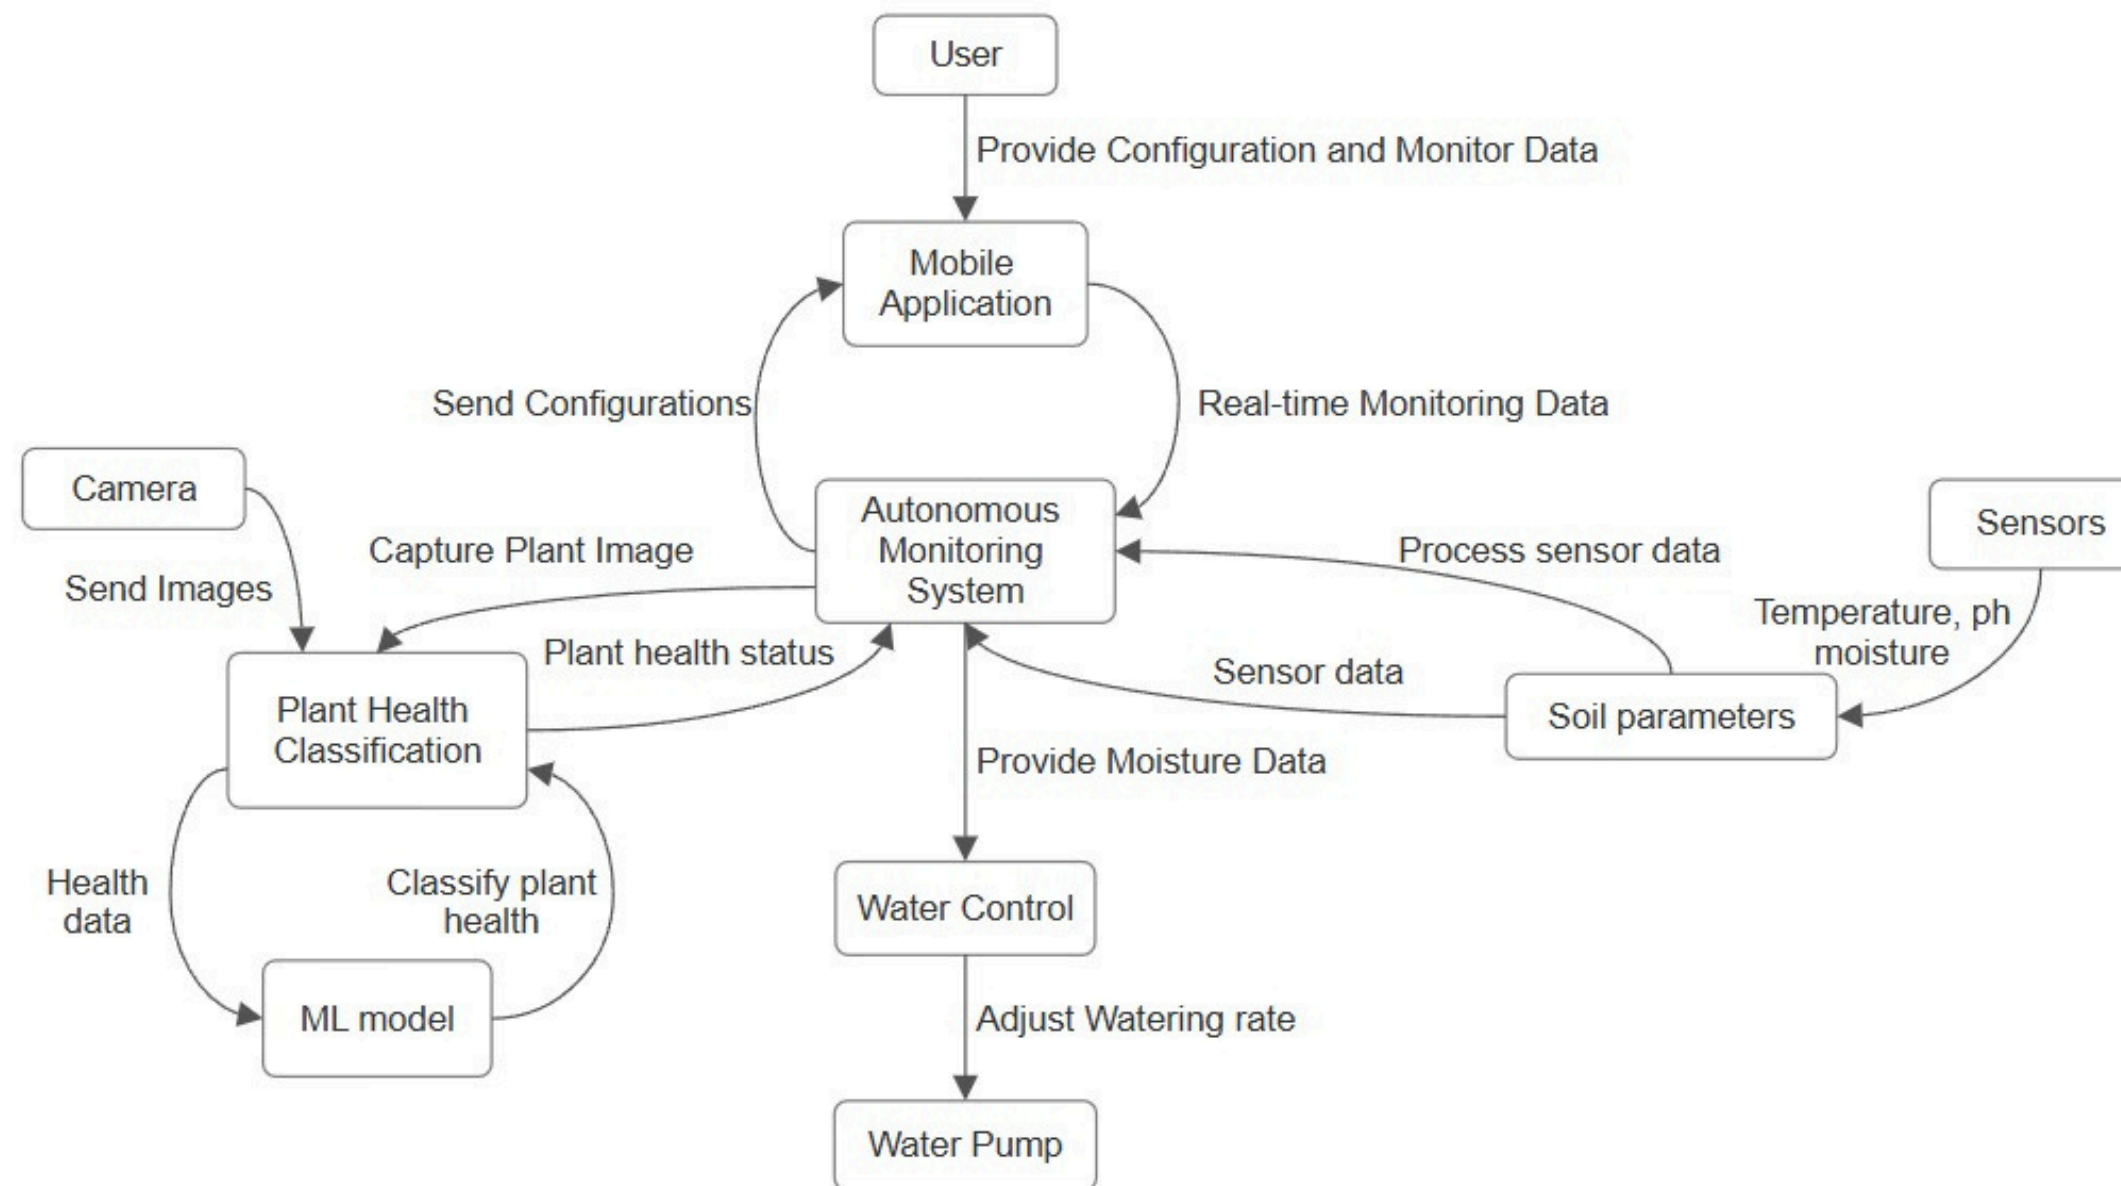 User
Provide Configuration and Monitor Data
Mobile
Application
Send Configurations
Real-time Monitoring Data
Camera
Autonomous
Monitoring
System
Sensors
Capture Plant Image
Process sensor data
Send Images
Temperature, ph
moisture
Plant health status
Sensor data
Plant Health
Classification
Soil parameters
Provide Moisture Data
Health
data
Classify plant
health
Water Control
ML model
Adjust Watering rate
Water Pump